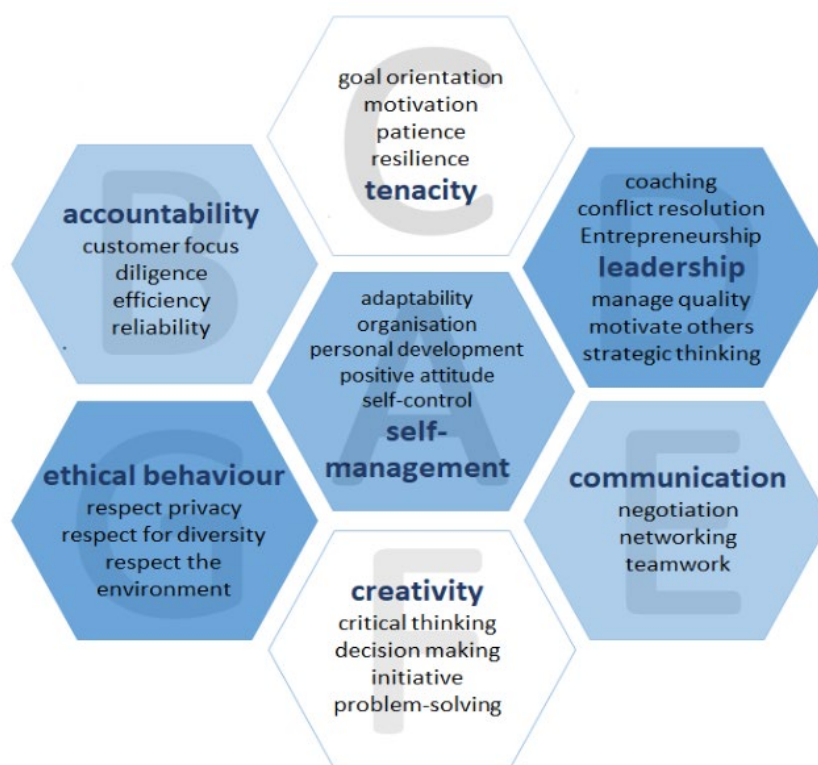 C
goal orientation
motivation
patience
resilience
tenacity
B
accountability
customer focus
diligence
efficiency
reliability
D
coaching
conflict resolution
Entrepreneurship
leadership
manage quality
motivate others
strategic thinking
A
adaptability
organisation
personal development
positive attitude
self-control
self-
management
G
ethical behaviour
respect privacy
respect for diversity
respect the
environment
E
communication
negotiation
networking
teamwork
F
creativity
critical thinking
decision making
initiative
problem-solving